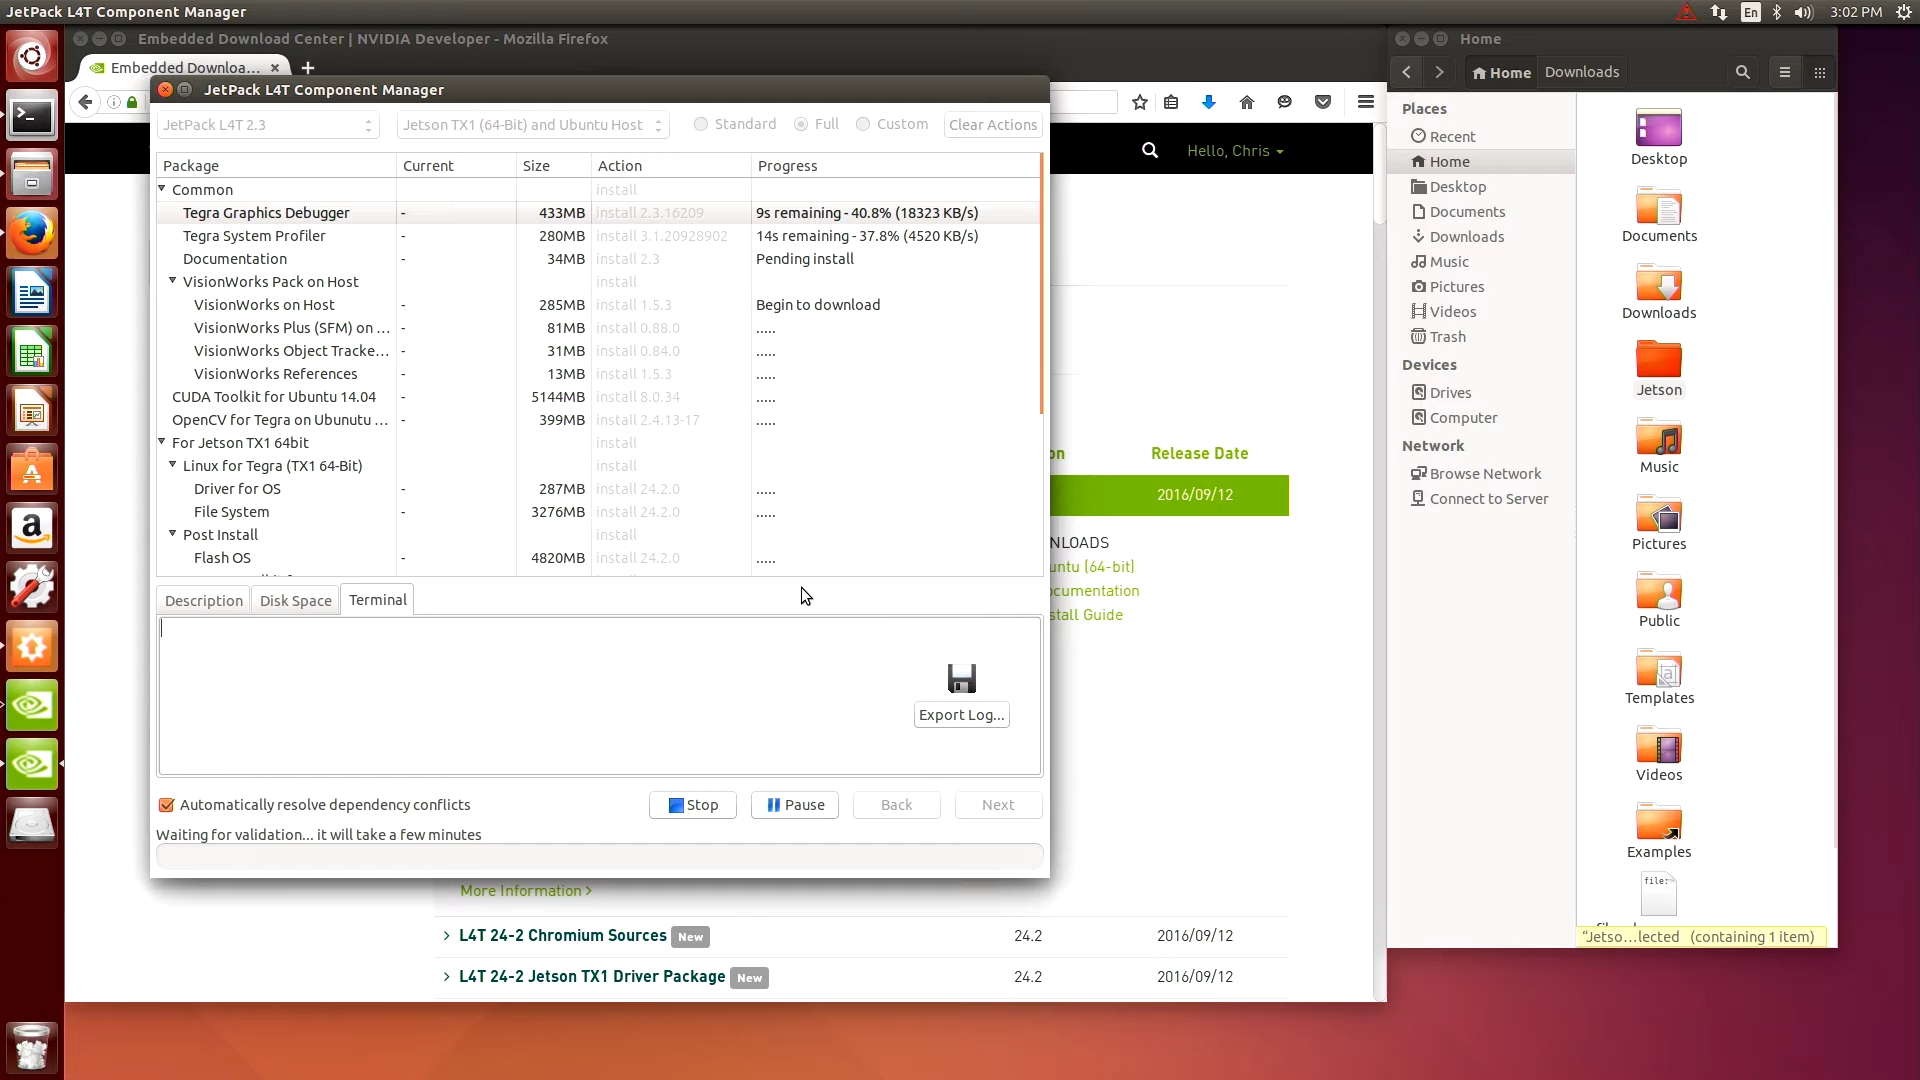 JetPack L4T Component Manager
En
3:02 PM
Embedded Download Center | NVIDIA Developer - Mozilla Firefox
Embedded Downloa...
JetPack L4T Component Manager
JetPack L4T 2.3
Jetson TX1 (64-Bit) and Ubuntu Host
Standard
Full
Custom
Clear Actions
Package Current Size Action Progress
Common install
Tegra Graphics Debugger - 433MB install 2.3.16209 9s remaining - 40.8% (18323 KB/s)
Tegra System Profiler - 280MB install 3.1.20928902 14s remaining - 37.8% (4520 KB/s)
Documentation - 34MB install 2.3 Pending install
VisionWorks Pack on Host install
VisionWorks on Host - 285MB install 1.5.3 Begin to download
VisionWorks Plus (SFM) on ... - 81MB install 0.88.0 .....
VisionWorks Object Tracke... - 31MB install 0.84.0 .....
VisionWorks References - 13MB install 1.5.3 .....
CUDA Toolkit for Ubuntu 14.04 - 5144MB install 8.0.34 .....
OpenCV for Tegra on Ubunutu ... - 399MB install 2.4.13-17 .....
For Jetson TX1 64bit install
Linux for Tegra (TX1 64-Bit) install
Driver for OS - 287MB install 24.2.0 .....
File System - 3276MB install 24.2.0 .....
Post Install install
Flash OS - 4820MB install 24.2.0 .....
Description
Disk Space
Terminal
Export Log...
Automatically resolve dependency conflicts
Stop
Pause
Back
Next
Waiting for validation... it will take a few minutes
Hello, Chris
on Release Date
2016/09/12
NLOADS
untu (64-bit)
ocumentation
stall Guide
More Information >
L4T 24-2 Chromium Sources New 24.2 2016/09/12
L4T 24-2 Jetson TX1 Driver Package New 24.2 2016/09/12
Home
Home
Downloads
Places
Recent
Home
Desktop
Documents
Downloads
Music
Pictures
Videos
Trash
Devices
Drives
Computer
Network
Browse Network
Connect to Server
Desktop
Documents
Downloads
Jetson
Music
Pictures
Public
Templates
Videos
Examples
file:
“Jetso…lected (containing 1 item)